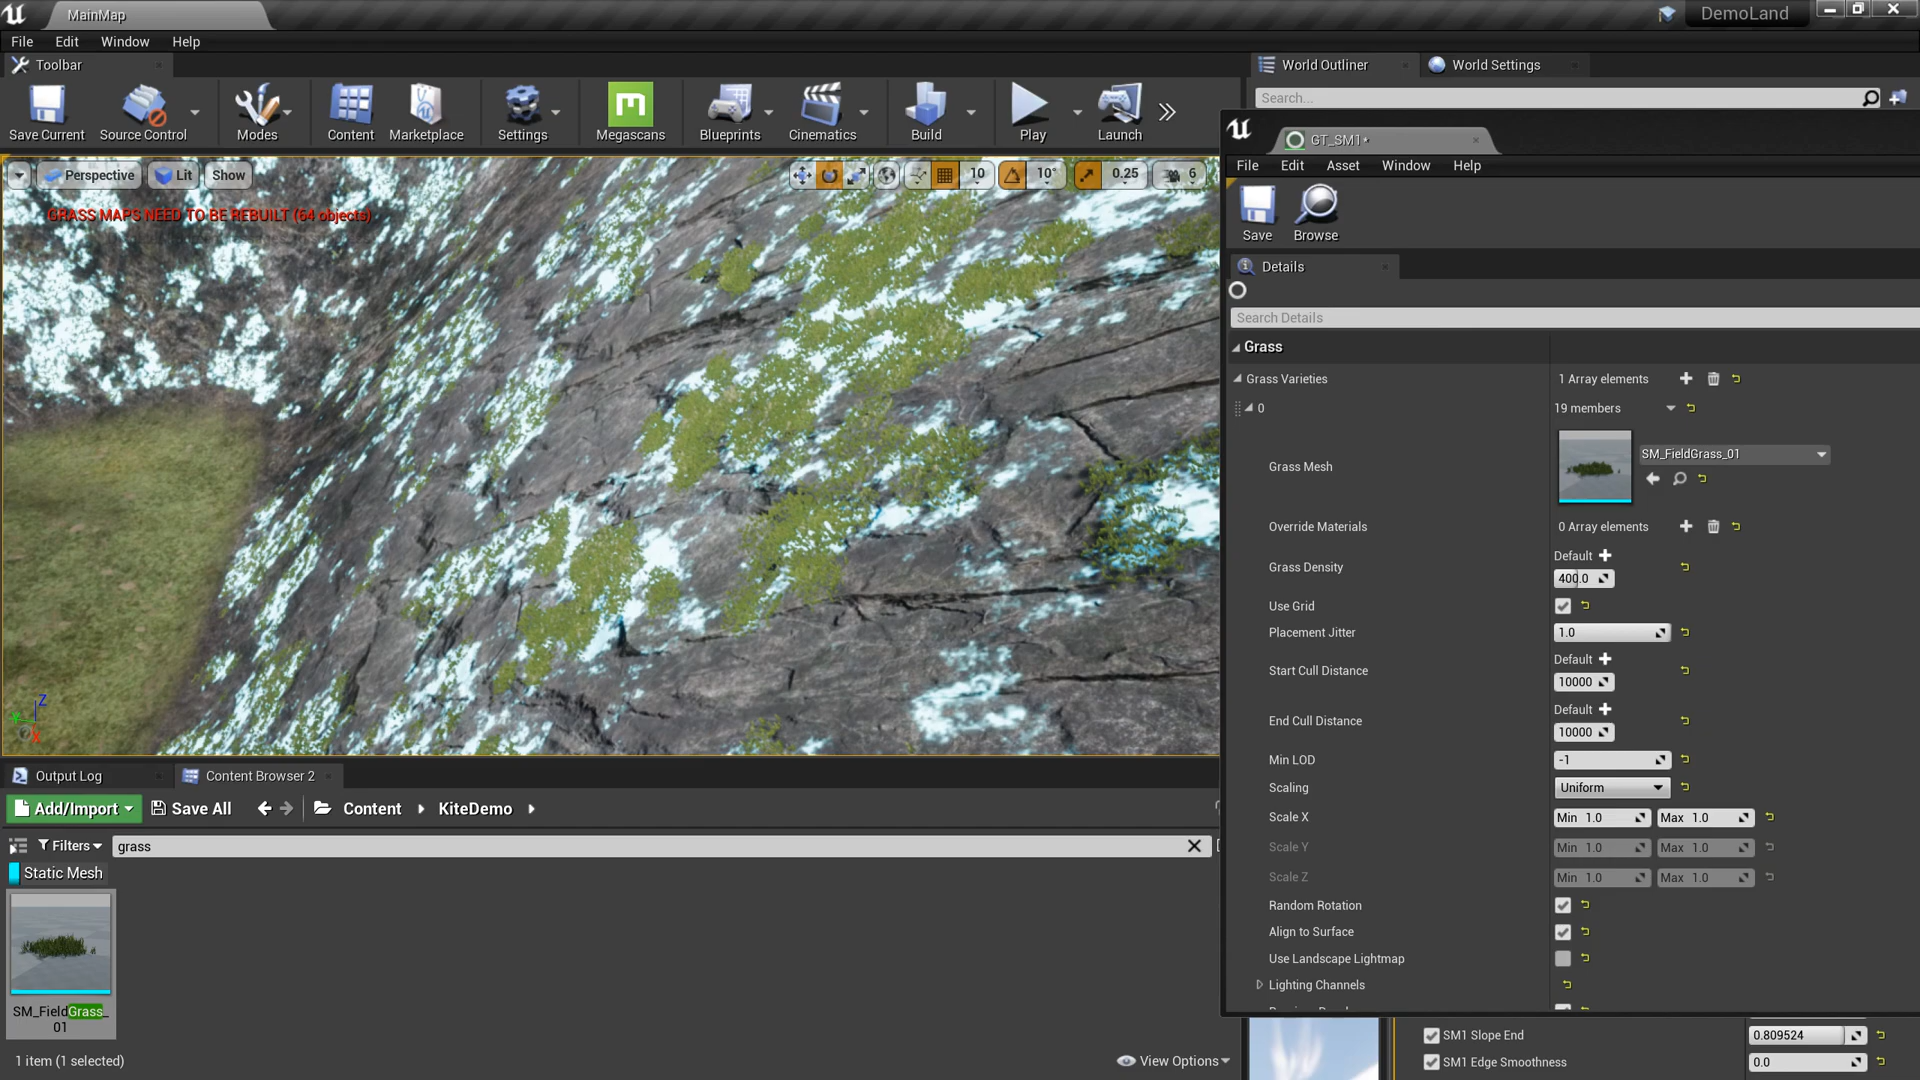 MainMap
DemoLand
File Edit Window Help
Toolbar
World Outliner
World Settings
Search...
Save Current
Source Control
Modes
Content
Marketplace
Settings
Megascans
Blueprints
Cinematics
Build
Play
Launch
GT_SM1*
File Edit Asset Window Help
Perspective
Lit
Show
10
10°
0.25
6
GRASS MAPS NEED TO BE REBUILT (64 objects)
Save
Browse
Details
Search Details
Grass
Grass Varieties
1 Array elements
0
19 members
Grass Mesh
SM_FieldGrass_01
Override Materials
0 Array elements
Grass Density
Default
400.0
Use Grid
Placement Jitter
1.0
Start Cull Distance
Default
10000
End Cull Distance
Default
10000
Min LOD
-1
Scaling
Uniform
Scale X
Min 1.0
Max 1.0
Scale Y
Min 1.0
Max 1.0
Scale Z
Min 1.0
Max 1.0
Random Rotation
Align to Surface
Use Landscape Lightmap
Lighting Channels
SM1 Slope End
0.809524
SM1 Edge Smoothness
0.0
Z
X
Output Log
Content Browser 2
Add/Import
Save All
Content
KiteDemo
Filters
grass
Static Mesh
SM_FieldGrass_
01
1 item (1 selected)
View Options